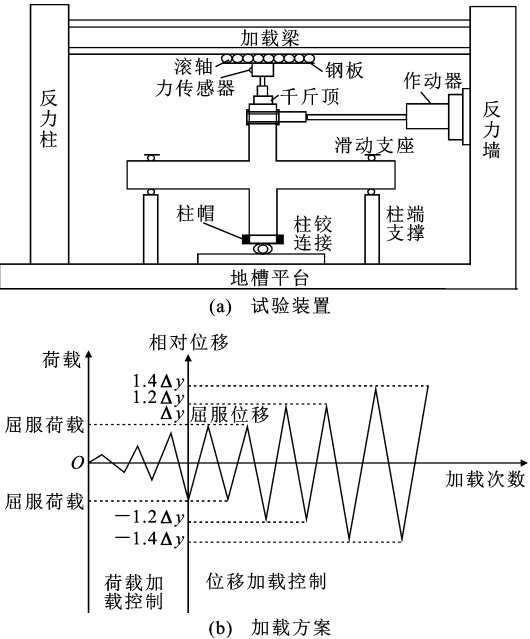 加载梁
滚轴
力传感器
钢板
千斤顶
作动器
反力柱
反力墙
滑动支座
柱帽
柱铰
连接
柱端
支撑
地槽平台
(a) 试验装置
相对位移
荷载
1.4Δy
1.2Δy
Δy屈服位移
屈服荷载
O
加载次数
屈服荷载
-1.2Δy
-1.4Δy
荷载加
载控制
位移加载控制
(b) 加载方案